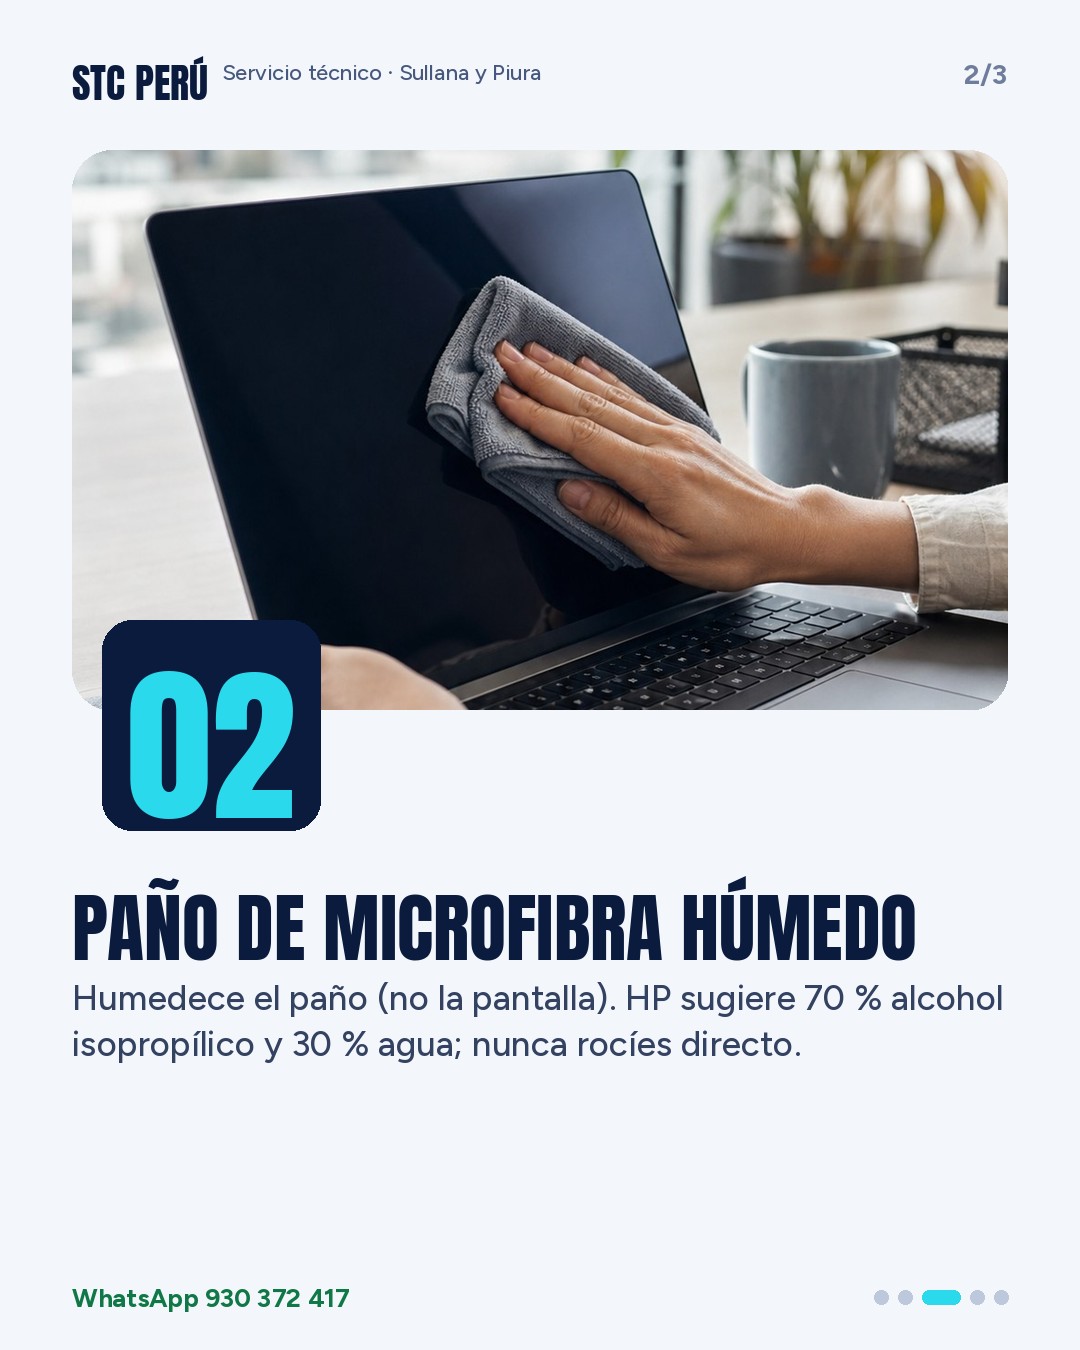 STC PERÚ Servicio técnico · Sullana y Piura
2/3
02
PAÑO DE MICROFIBRA HÚMEDO
Humedece el paño (no la pantalla). HP sugiere 70 % alcohol
isopropílico y 30 % agua; nunca rocíes directo.
WhatsApp 930 372 417